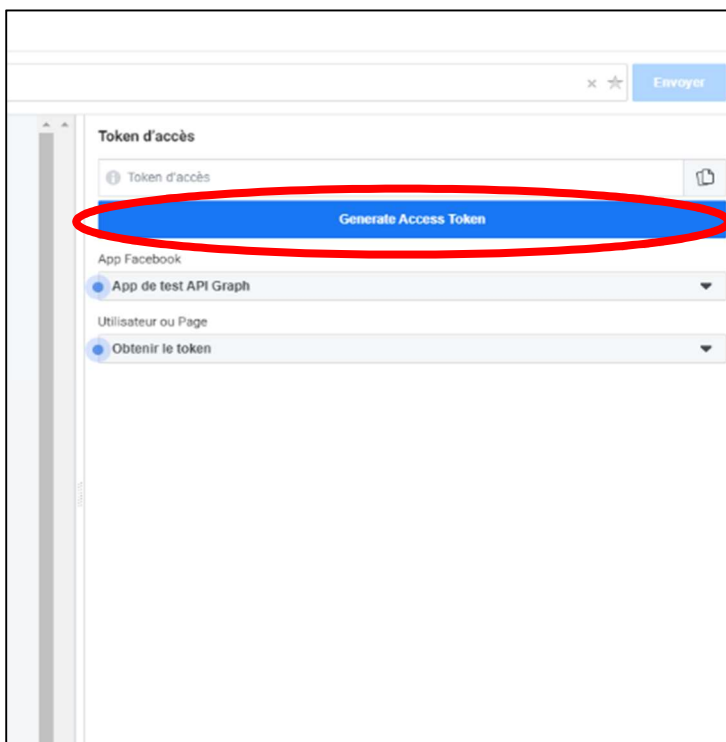 Envoyer
Token d'accès
Token d'accès
Generate Access Token
App Facebook
App de test API Graph
Utilisateur ou Page
Obtenir le token